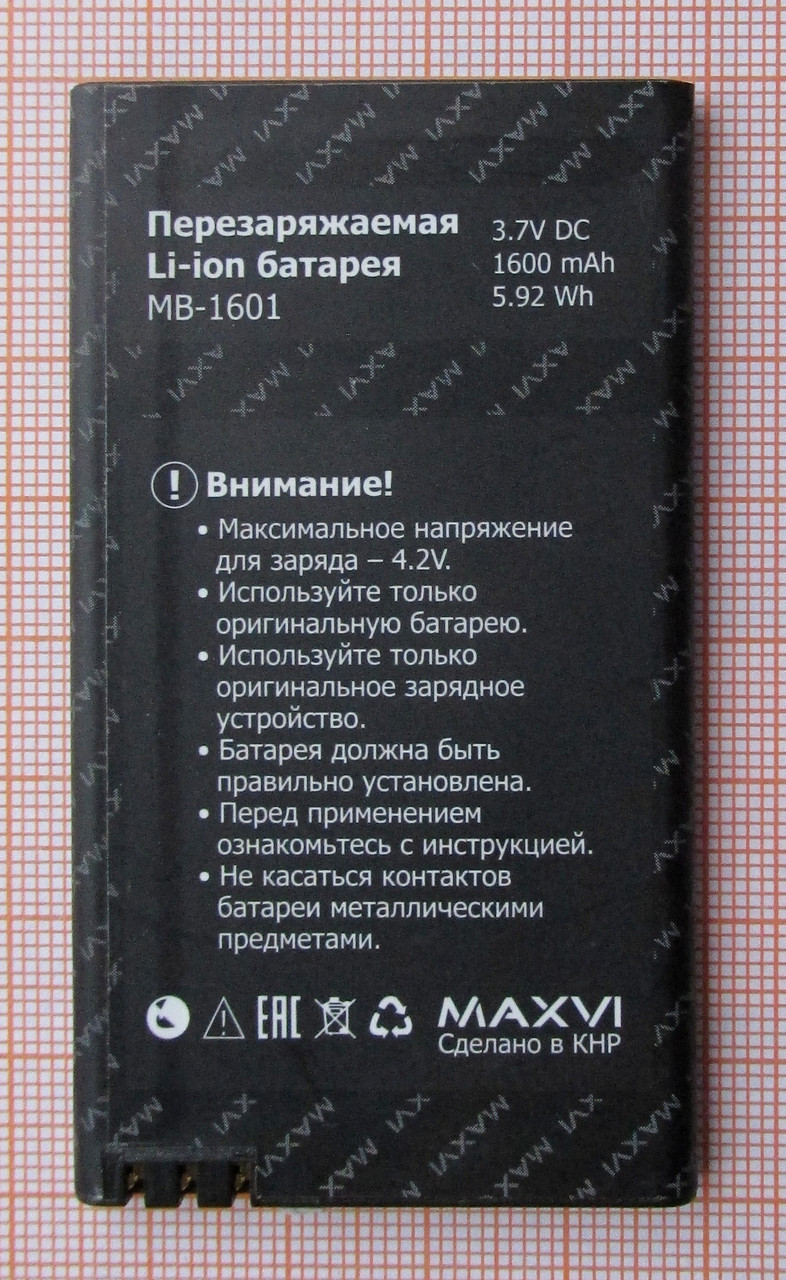 Перезаряжаемая
Li-ion батарея
MB-1601
3.7V DC
1600 mAh
5.92 Wh
! Внимание!
• Максимальное напряжение
для заряда – 4.2V.
• Используйте только
оригинальную батарею.
• Используйте только
оригинальное зарядное
устройство.
• Батарея должна быть
правильно установлена.
• Перед применением
ознакомьтесь с инструкцией.
• Не касаться контактов
батареи металлическими
предметами.
EAC
MAXVI
Сделано в КНР